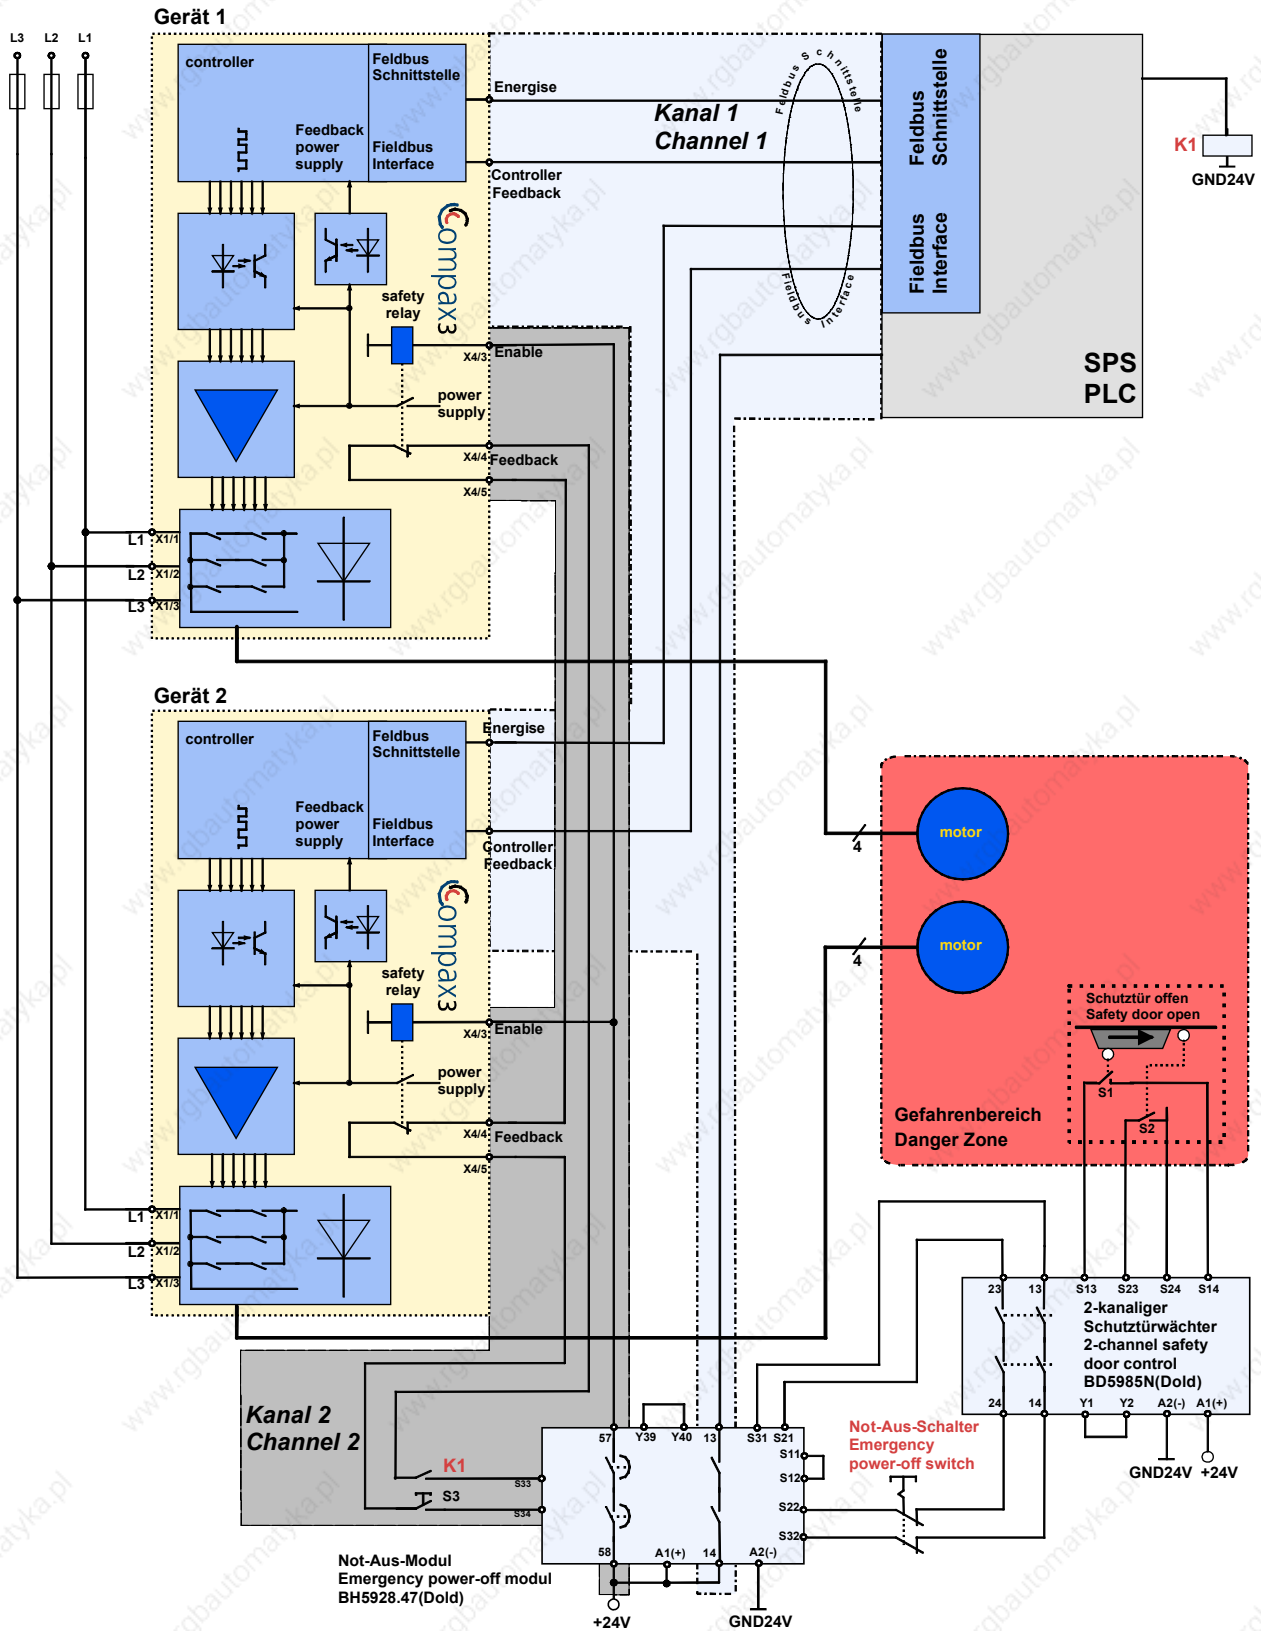 Gerät 1
L3 L2 L1
controller
Feldbus
Schnittstelle
Feedback
power
supply
Fieldbus
Interface
Energise
Controller
Feedback
Kanal 1
Channel 1
Feldbus Schnittstelle
Fieldbus Interface
Feldbus
Schnittstelle
Fieldbus
Interface
SPS
PLC
K1
GND24V
Compax3
safety
relay
X4/3
Enable
power
supply
X4/4
Feedback
X4/5
L1 X1/1
L2 X1/2
L3 X1/3
Gerät 2
controller
Feldbus
Schnittstelle
Feedback
power
supply
Fieldbus
Interface
Energise
Controller
Feedback
Compax3
safety
relay
X4/3
Enable
power
supply
X4/4
Feedback
X4/5
L1 X1/1
L2 X1/2
L3 X1/3
motor
4
motor
4
Schutztür offen
Safety door open
S1
S2
Gefahrenbereich
Danger Zone
23 13 S13 S23 S24 S14
2-kanaliger
Schutztürwächter
2-channel safety
door control
BD5985N(Dold)
24 14 Y1 Y2 A2(-) A1(+)
GND24V +24V
Kanal 2
Channel 2
K1
S3
S33
S34
57 Y39 Y40 13 S31 S21
S11
S12
S22
S32
58 A1(+) 14 A2(-)
Not-Aus-Schalter
Emergency
power-off switch
Not-Aus-Modul
Emergency power-off modul
BH5928.47(Dold)
+24V GND24V
www.rgbautomatyka.pl